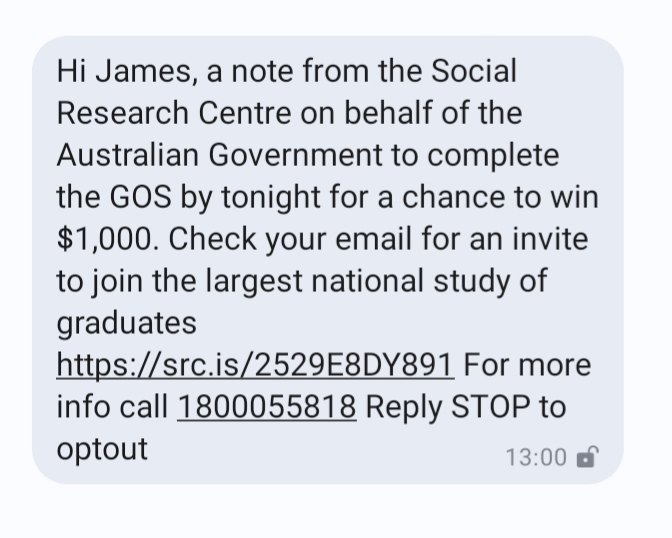 Hi James, a note from the Social
Research Centre on behalf of the
Australian Government to complete
the GOS by tonight for a chance to win
$1,000. Check your email for an invite
to join the largest national study of
graduates
https://src.is/2529E8DY891 For more
info call 1800055818 Reply STOP to
optout
13:00